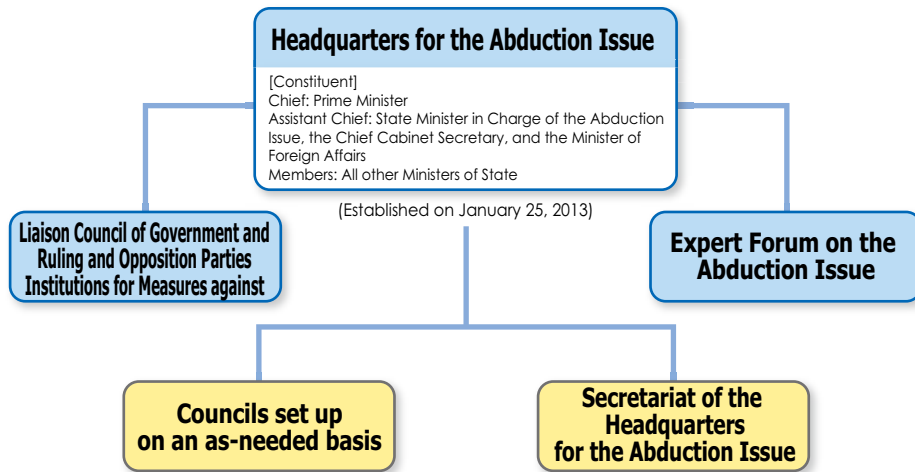 Headquarters for the Abduction Issue
[Constituent]
Chief: Prime Minister
Assistant Chief: State Minister in Charge of the Abduction
Issue, the Chief Cabinet Secretary, and the Minister of
Foreign Affairs
Members: All other Ministers of State
(Established on January 25, 2013)
Liaison Council of Government and
Ruling and Opposition Parties
Institutions for Measures against
Expert Forum on the
Abduction Issue
Councils set up
on an as-needed basis
Secretariat of the
Headquarters
for the Abduction Issue